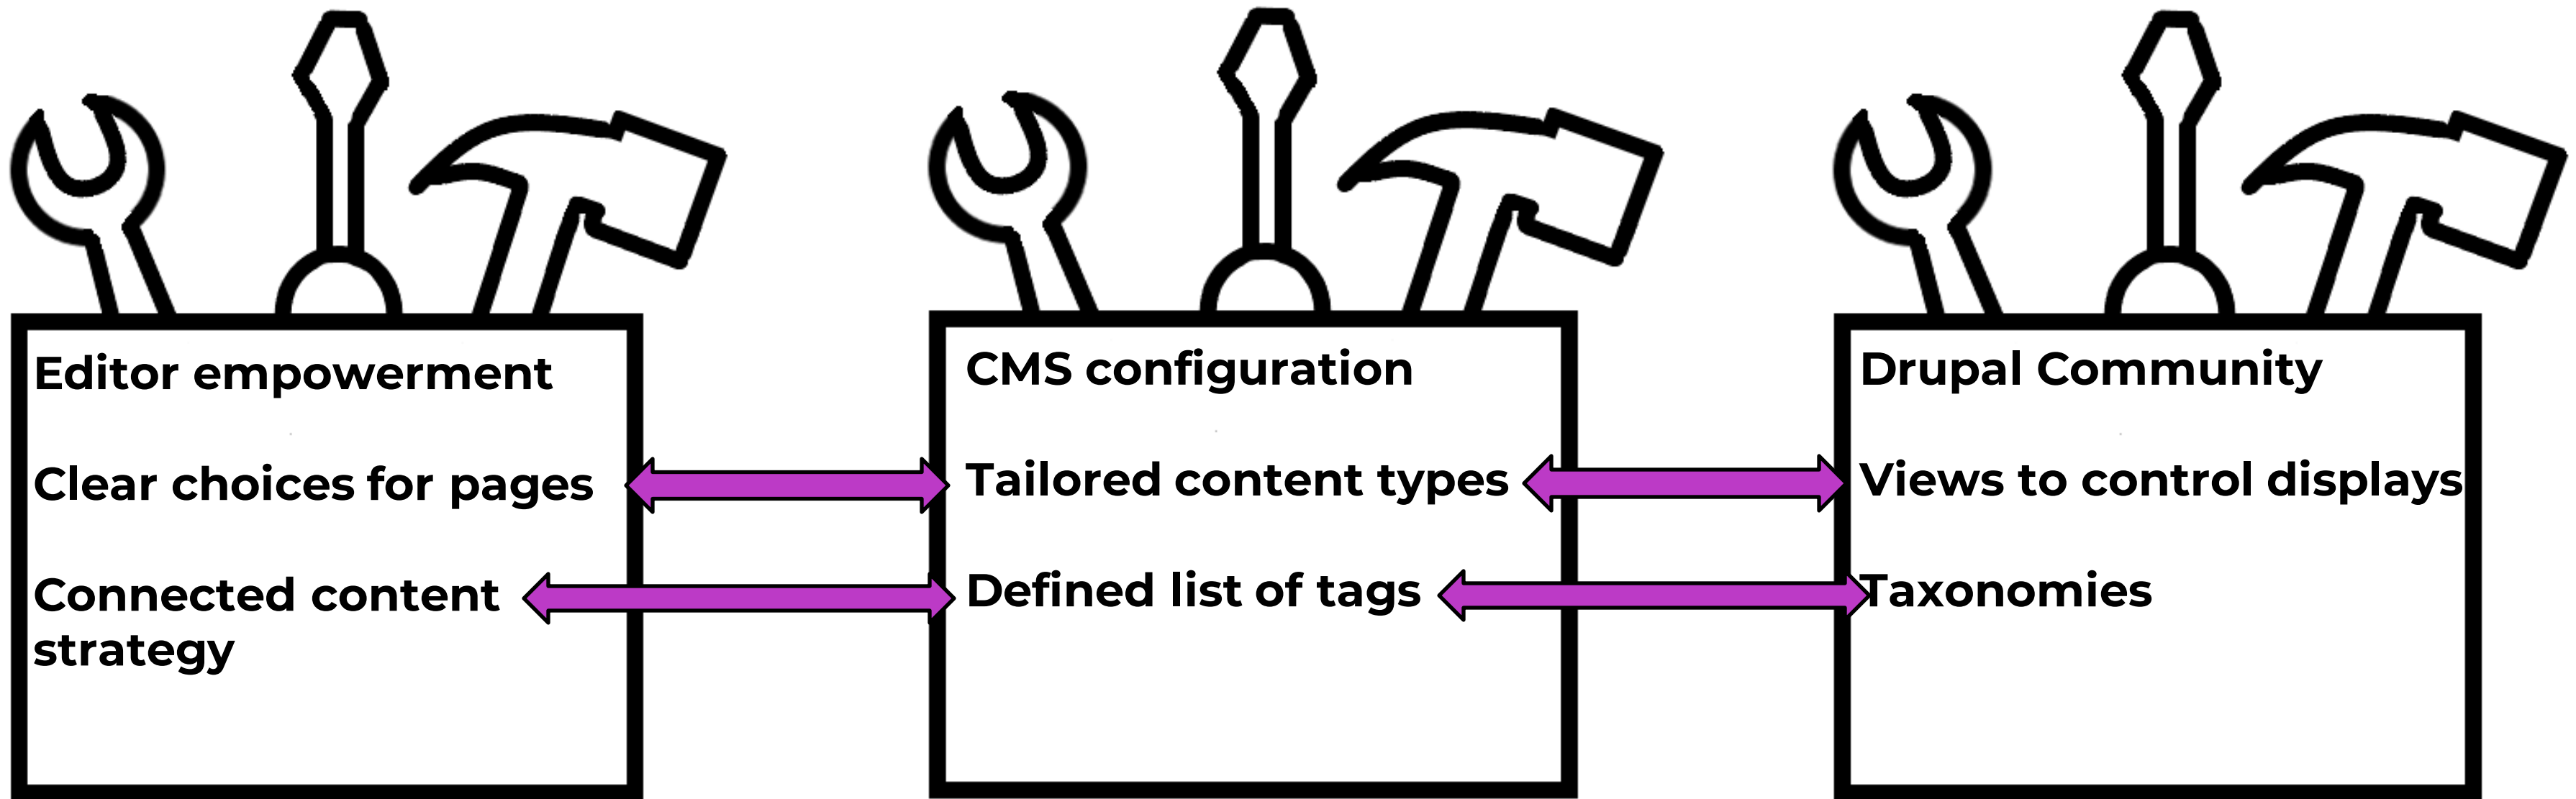 Editor empowerment
Clear choices for pages
Connected content
strategy
CMS configuration
Tailored content types
Defined list of tags
Drupal Community
Views to control displays
Taxonomies